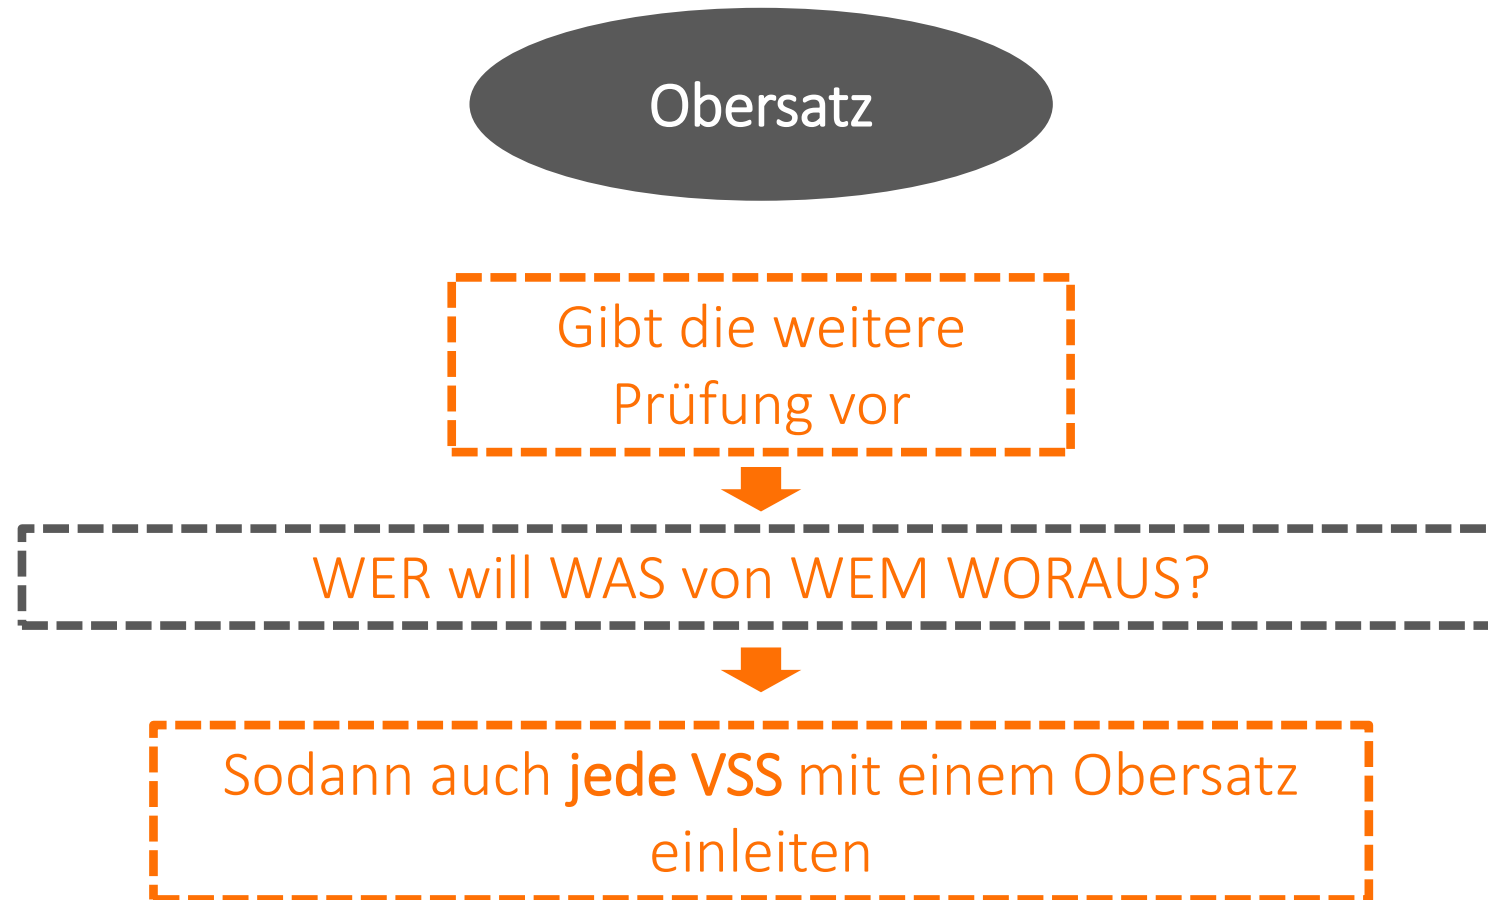 Obersatz
Gibt die weitere
Prüfung vor
WER will WAS von WEM WORAUS?
Sodann auch jede VSS mit einem Obersatz
einleiten